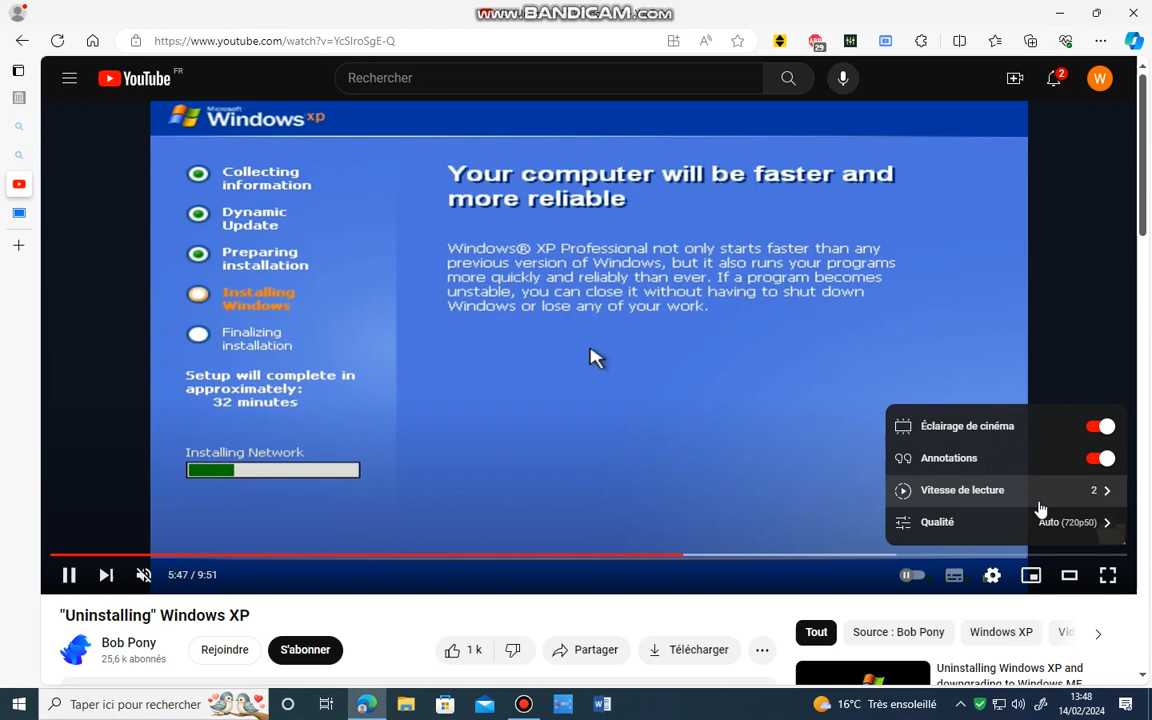 www.BANDICAM.com
https://www.youtube.com/watch?v=YcSIroSgE-Q
29
YouTube FR
Rechercher
2
W
Microsoft
Windows xp
Collecting
information
Dynamic
Update
Preparing
installation
Installing
Windows
Finalizing
installation
Setup will complete in
approximately:
32 minutes
Installing Network
Your computer will be faster and
more reliable
Windows® XP Professional not only starts faster than any
previous version of Windows, but it also runs your programs
more quickly and reliably than ever. If a program becomes
unstable, you can close it without having to shut down
Windows or lose any of your work.
Éclairage de cinéma
Annotations
Vitesse de lecture 2
Qualité Auto (720p50)
5:47 / 9:51
"Uninstalling" Windows XP
Bob Pony
25,6 k abonnés
Rejoindre
S'abonner
1 k
Partager
Télécharger
Tout
Source : Bob Pony
Windows XP
Vid
Uninstalling Windows XP and
downgrading to Windows ME
Taper ici pour rechercher
16°C Très ensoleillé
13:48
14/02/2024